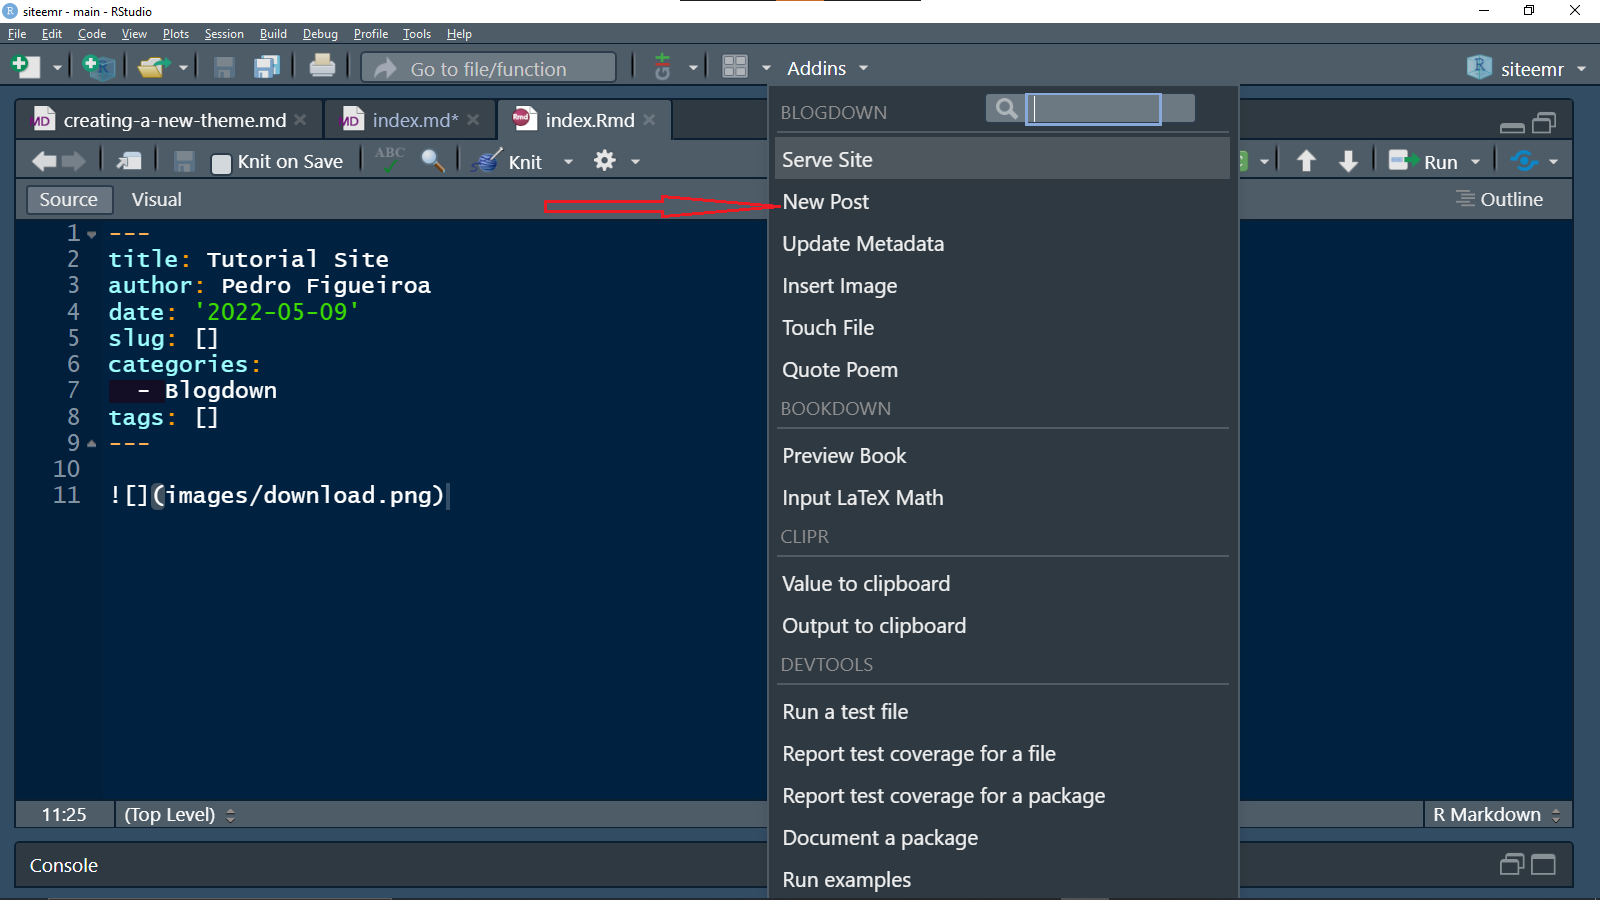 siteemr - main - RStudio
File Edit Code View Plots Session Build Debug Profile Tools Help
Go to file/function Addins siteemr
creating-a-new-theme.md index.md* index.Rmd
Knit on Save ABC Knit Run
Source Visual Outline
1 ---
2 title: Tutorial Site
3 author: Pedro Figueiroa
4 date: '2022-05-09'
5 slug: []
6 categories:
7 - Blogdown
8 tags: []
9 ---
10
11 ![](images/download.png)
11:25 (Top Level) R Markdown
Console
BLOGDOWN
Serve Site
New Post
Update Metadata
Insert Image
Touch File
Quote Poem
BOOKDOWN
Preview Book
Input LaTeX Math
CLIPR
Value to clipboard
Output to clipboard
DEVTOOLS
Run a test file
Report test coverage for a file
Report test coverage for a package
Document a package
Run examples